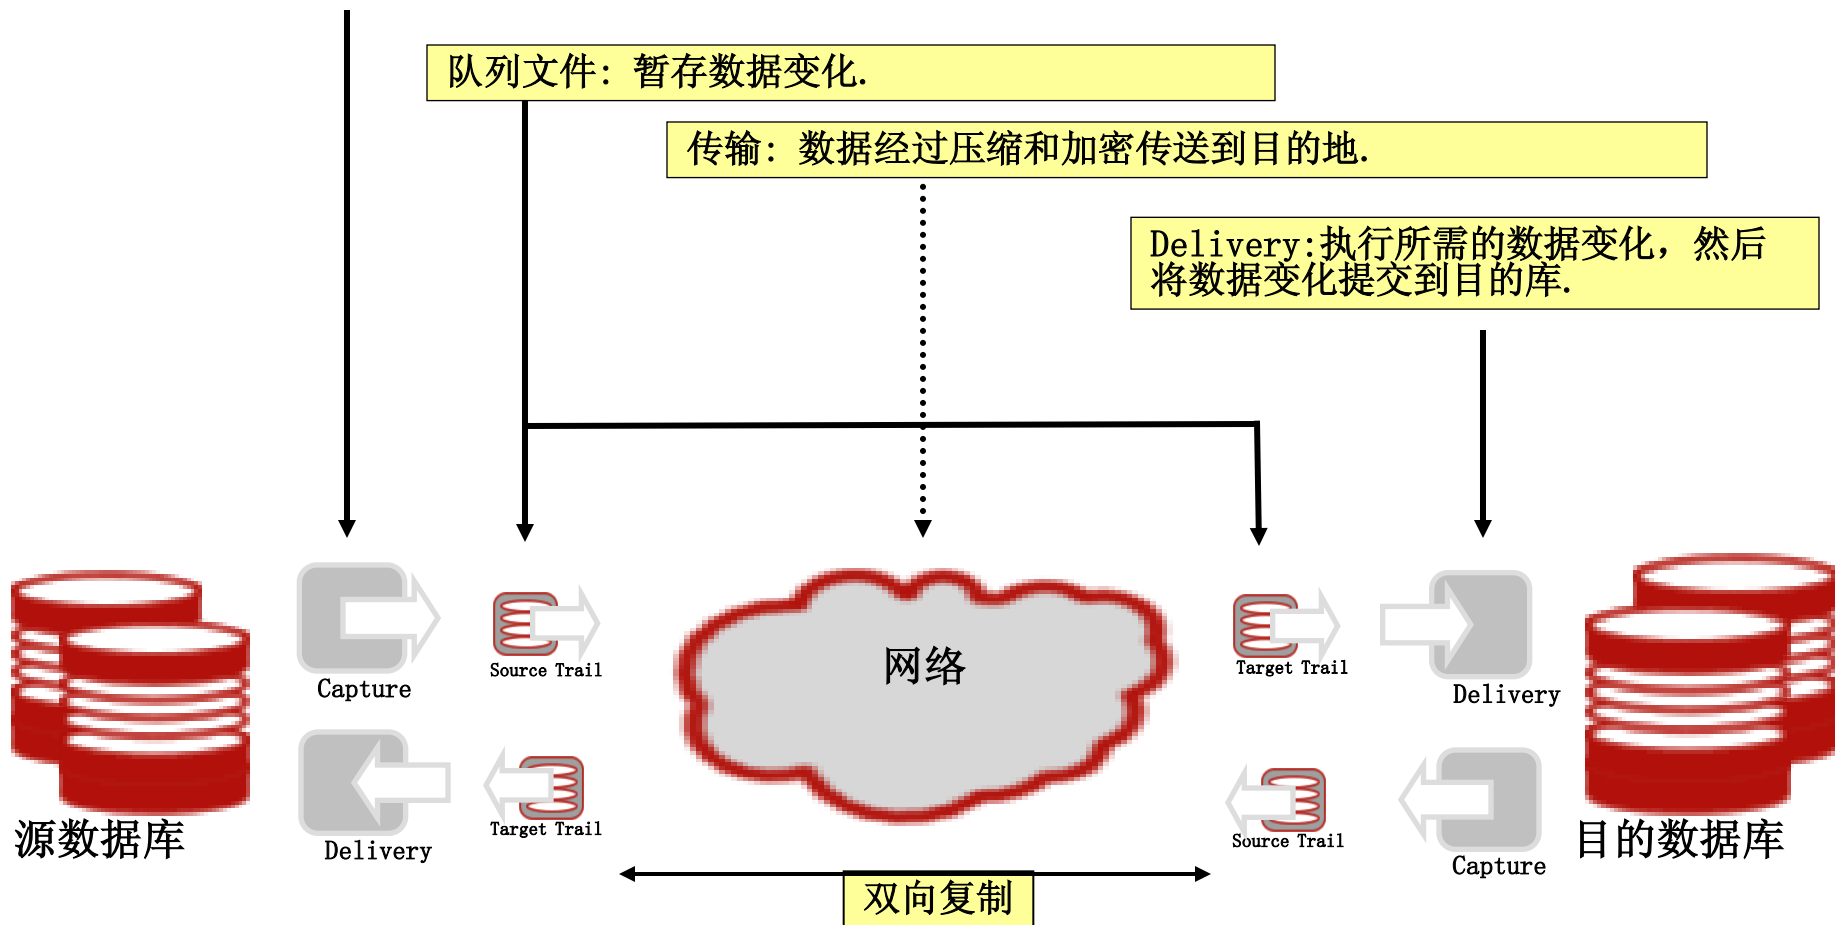 队列文件: 暂存数据变化.
传输: 数据经过压缩和加密传送到目的地.
Delivery:执行所需的数据变化, 然后
将数据变化提交到目的库.
网络
Capture
Source Trail
Target Trail
Delivery
源数据库
Delivery
Target Trail
Source Trail
Capture
目的数据库
双向复制